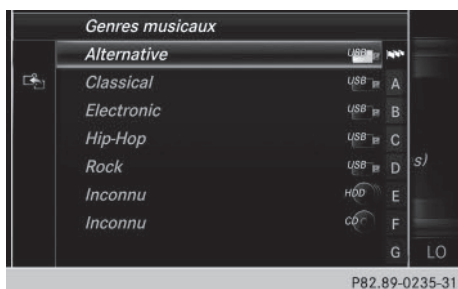 Genres musicaux
Alternative USB
Classical USB A
Electronic USB B
Hip-Hop USB C
Rock USB D s)
Inconnu HDD E
Inconnu CD F
G LO
P82.89-0235-31